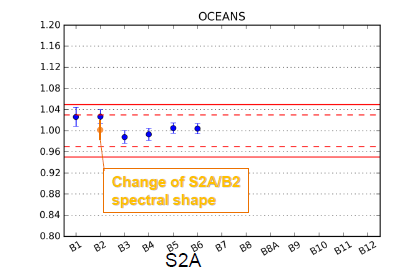 OCEANS
1.20
1.16
1.12
1.08
1.04
1.00
0.96
0.92
0.88
0.84
0.80
Change of S2A/B2
spectral shape
B1 B2 B3 B4 B5 B6 B7 B8 B8A B9 B10 B11 B12
S2A